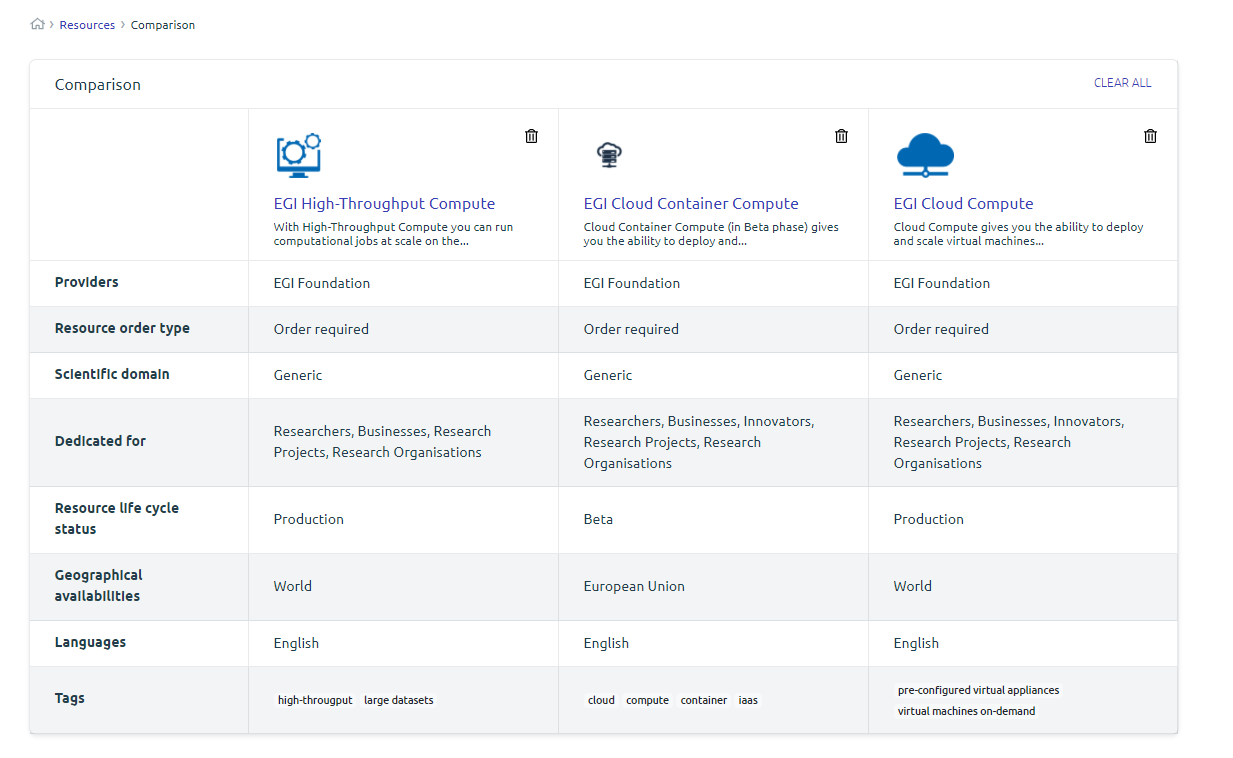 Resources › Comparison
Comparison
CLEAR ALL
EGI High-Throughput Compute
With High-Throughput Compute you can run
computational jobs at scale on the...
EGI Cloud Container Compute
Cloud Container Compute (in Beta phase) gives
you the ability to deploy and...
EGI Cloud Compute
Cloud Compute gives you the ability to deploy
and scale virtual machines...
Providers
EGI Foundation
EGI Foundation
EGI Foundation
Resource order type
Order required
Order required
Order required
Scientific domain
Generic
Generic
Generic
Dedicated for
Researchers, Businesses, Research
Projects, Research Organisations
Researchers, Businesses, Innovators,
Research Projects, Research
Organisations
Researchers, Businesses, Innovators,
Research Projects, Research
Organisations
Resource life cycle
status
Production
Beta
Production
Geographical
availabilities
World
European Union
World
Languages
English
English
English
Tags
high-througput large datasets
cloud compute container iaas
pre-configured virtual appliances
virtual machines on-demand